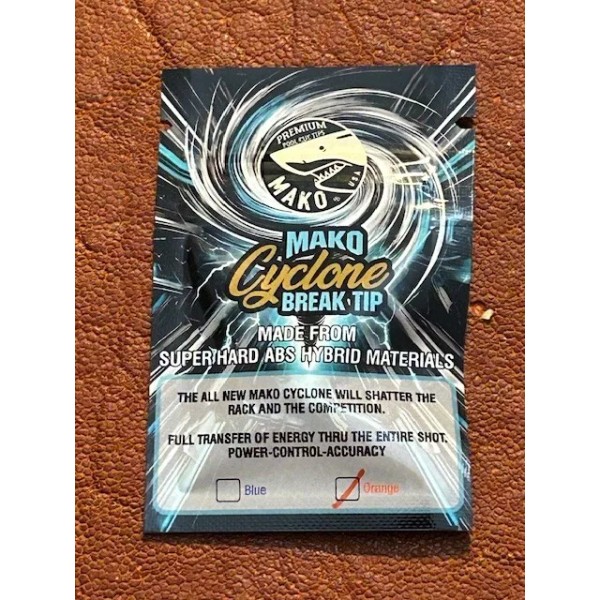 PREMIUM
POOL CUE TIPS
MAKO
USA
®
MAKO
Cyclone
BREAK TIP
MADE FROM
SUPER HARD ABS HYBRID MATERIALS
THE ALL NEW MAKO CYCLONE WILL SHATTER THE
RACK AND THE COMPETITION.
FULL TRANSFER OF ENERGY THRU THE ENTIRE SHOT.
POWER-CONTROL-ACCURACY
Blue Orange